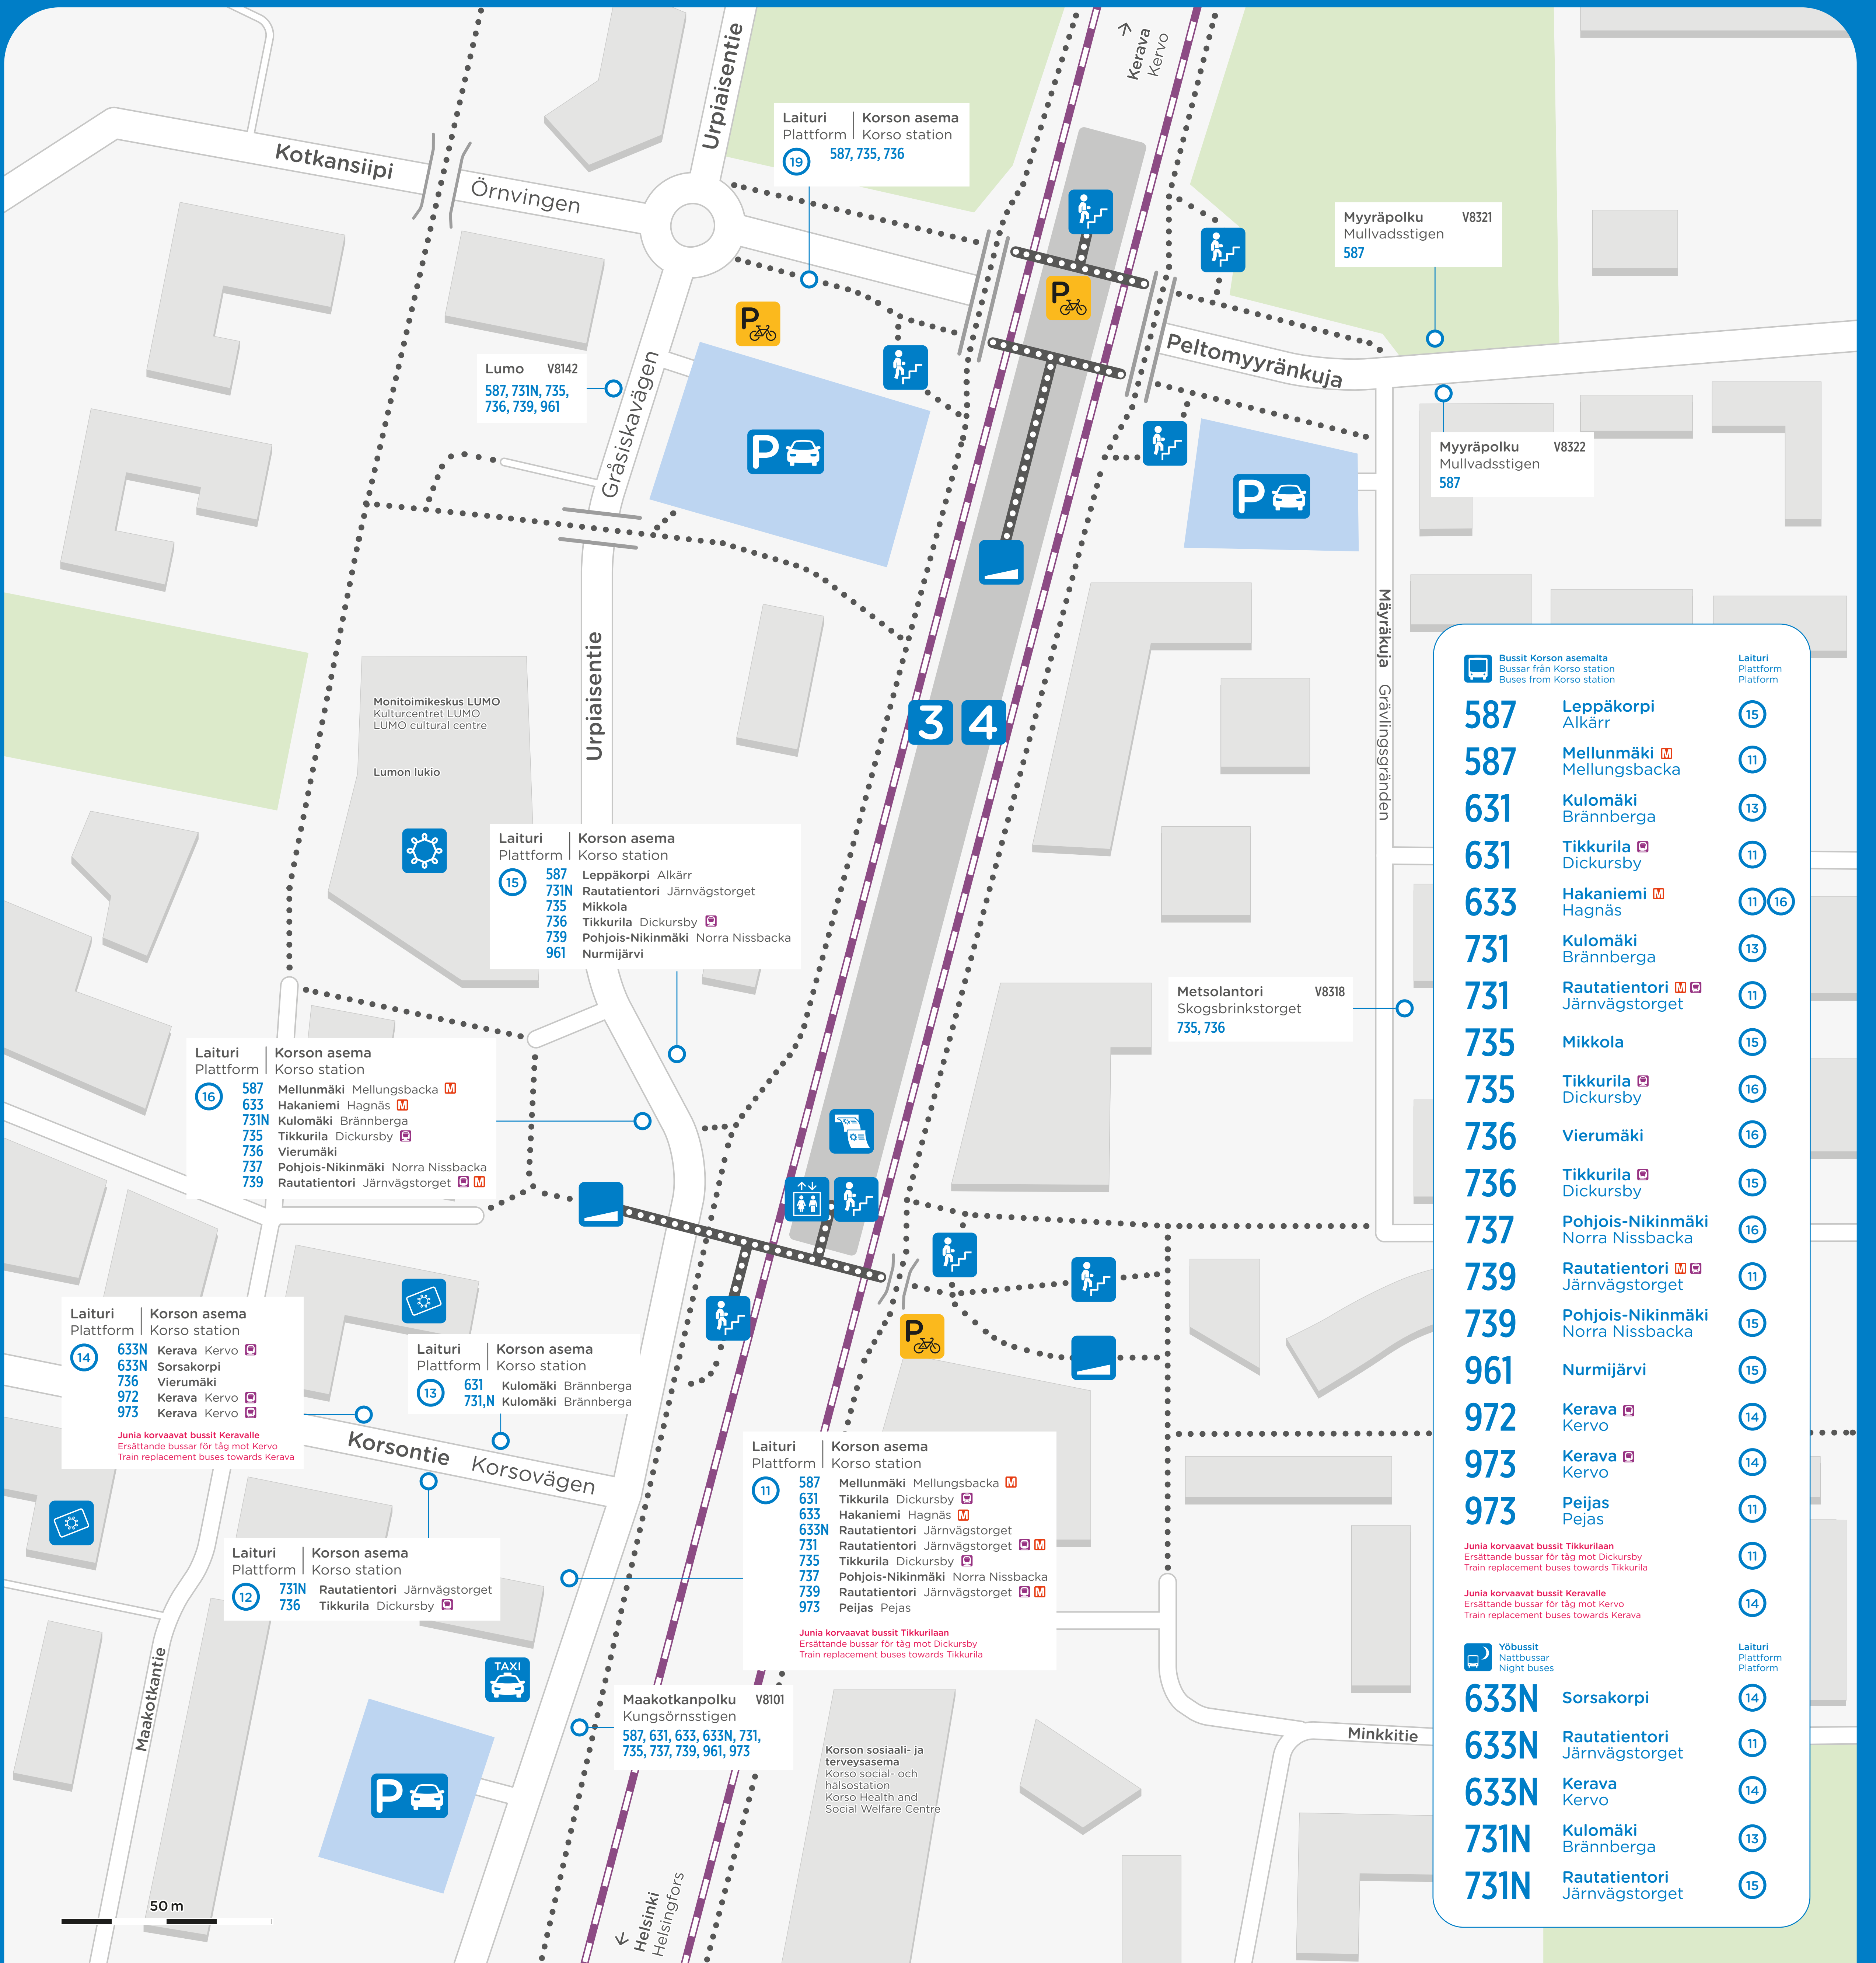 Kerava
Kervo
Urpiaisentie
Kotkansiipi
Örnvingen
Laituri
Plattform
Korson asema
Korso station
19
587, 735, 736
Myyräpolku V8321
Mullvadsstigen
587
P
P
Peltomyyränkuja
Lumo V8142
587, 731N, 735,
736, 739, 961
Gråsiskavägen
P
P
Myyräpolku V8322
Mullvadsstigen
587
Mäyräkuja Grävlingsgränden
Urpiaisentie
Monitoimikeskus LUMO
Kulturcentret LUMO
LUMO cultural centre
Lumon lukio
3 4
Laituri
Plattform
Korson asema
Korso station
15
587 Leppäkorpi Alkärr
731N Rautatientori Järnvägstorget
735 Mikkola
736 Tikkurila Dickursby
739 Pohjois-Nikinmäki Norra Nissbacka
961 Nurmijärvi
Metsolantori V8318
Skogsbrinkstorget
735, 736
Laituri
Plattform
Korson asema
Korso station
16
587 Mellunmäki Mellungsbacka M
633 Hakaniemi Hagnäs M
731N Kulomäki Brännberga
735 Tikkurila Dickursby
736 Vierumäki
737 Pohjois-Nikinmäki Norra Nissbacka
739 Rautatientori Järnvägstorget M
Laituri
Plattform
Korson asema
Korso station
14
633N Kerava Kervo
633N Sorsakorpi
736 Vierumäki
972 Kerava Kervo
973 Kerava Kervo
Junia korvaavat bussit Keravalle
Ersättande bussar för tåg mot Kervo
Train replacement buses towards Kerava
Laituri
Plattform
Korson asema
Korso station
13
631 Kulomäki Brännberga
731,N Kulomäki Brännberga
P
Korsontie Korsovägen
Laituri
Plattform
Korson asema
Korso station
11
587 Mellunmäki Mellungsbacka M
631 Tikkurila Dickursby
633 Hakaniemi Hagnäs M
633N Rautatientori Järnvägstorget
731 Rautatientori Järnvägstorget M
735 Tikkurila Dickursby
737 Pohjois-Nikinmäki Norra Nissbacka
739 Rautatientori Järnvägstorget M
973 Peijas Pejas
Junia korvaavat bussit Tikkurilaan
Ersättande bussar för tåg mot Dickursby
Train replacement buses towards Tikkurila
Laituri
Plattform
Korson asema
Korso station
12
731N Rautatientori Järnvägstorget
736 Tikkurila Dickursby
TAXI
Maakotkantie
Maakotkanpolku V8101
Kungsörnsstigen
587, 631, 633, 633N, 731,
735, 737, 739, 961, 973
P
Korson sosiaali- ja
terveysasema
Korso social- och
hälsostation
Korso Health and
Social Welfare Centre
Minkkitie
Helsinki
Helsingfors
50 m
Bussit Korson asemalta
Bussar från Korso station
Buses from Korso station
Laituri
Plattform
Platform
587 Leppäkorpi 15
Alkärr
587 Mellunmäki M 11
Mellungsbacka
631 Kulomäki 13
Brännberga
631 Tikkurila 11
Dickursby
633 Hakaniemi M 11 16
Hagnäs
731 Kulomäki 13
Brännberga
731 Rautatientori M 11
Järnvägstorget
735 Mikkola 15
735 Tikkurila 16
Dickursby
736 Vierumäki 16
736 Tikkurila 15
Dickursby
737 Pohjois-Nikinmäki 16
Norra Nissbacka
739 Rautatientori M 11
Järnvägstorget
739 Pohjois-Nikinmäki 15
Norra Nissbacka
961 Nurmijärvi 15
972 Kerava 14
Kervo
973 Kerava 14
Kervo
973 Peijas 11
Pejas
Junia korvaavat bussit Tikkurilaan
Ersättande bussar för tåg mot Dickursby 11
Train replacement buses towards Tikkurila
Junia korvaavat bussit Keravalle
Ersättande bussar för tåg mot Kervo 14
Train replacement buses towards Kerava
Yöbussit
Nattbussar
Night buses
Laituri
Plattform
Platform
633N Sorsakorpi 14
633N Rautatientori 11
Järnvägstorget
633N Kerava 14
Kervo
731N Kulomäki 13
Brännberga
731N Rautatientori 15
Järnvägstorget